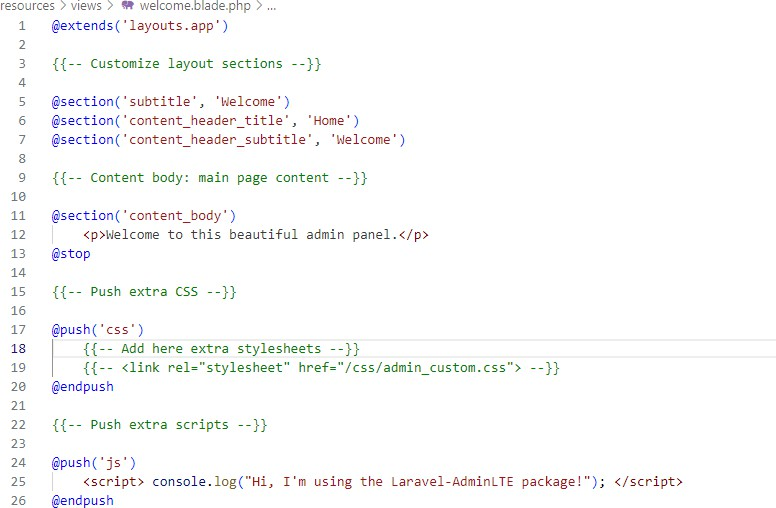 resources > views > welcome.blade.php > ...
1 @extends('layouts.app')
2
3 {{-- Customize layout sections --}}
4
5 @section('subtitle', 'Welcome')
6 @section('content_header_title', 'Home')
7 @section('content_header_subtitle', 'Welcome')
8
9 {{-- Content body: main page content --}}
10
11 @section('content_body')
12     <p>Welcome to this beautiful admin panel.</p>
13 @stop
14
15 {{-- Push extra CSS --}}
16
17 @push('css')
18     {{-- Add here extra stylesheets --}}
19     {{-- <link rel="stylesheet" href="/css/admin_custom.css"> --}}
20 @endpush
21
22 {{-- Push extra scripts --}}
23
24 @push('js')
25     <script> console.log("Hi, I'm using the Laravel-AdminLTE package!"); </script>
26 @endpush